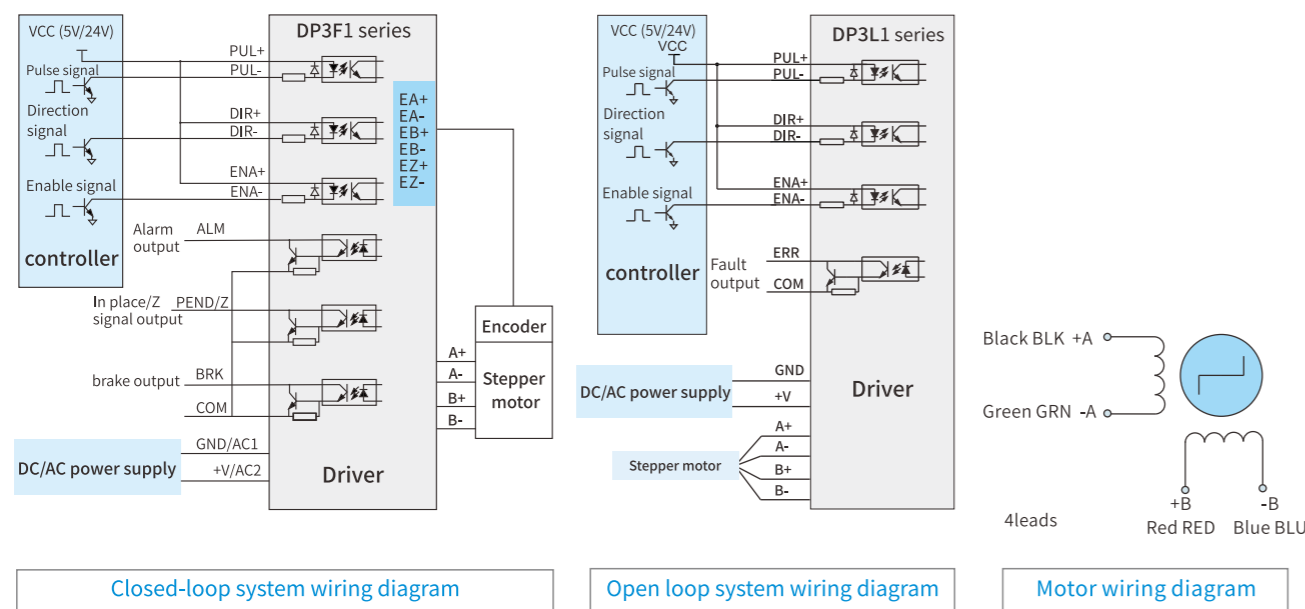 VCC (5V/24V)
Pulse signal
Direction
signal
Enable signal
controller
PUL+
PUL-
DIR+
DIR-
ENA+
ENA-
Alarm
output
ALM
In place/Z
signal output
PEND/Z
brake output
BRK
COM
DC/AC power supply
GND/AC1
+V/AC2
DP3F1 series
EA+
EA-
EB+
EB-
EZ+
EZ-
Driver
A+
A-
B+
B-
Encoder
Stepper
motor
Closed-loop system wiring diagram
VCC (5V/24V)
VCC
Pulse signal
Direction
signal
Enable signal
controller
PUL+
PUL-
DIR+
DIR-
ENA+
ENA-
Fault
output
ERR
COM
DC/AC power supply
GND
+V
Stepper motor
A+
A-
B+
B-
DP3L1 series
Driver
Open loop system wiring diagram
Black BLK +A
Green GRN -A
+B
Red RED
-B
Blue BLU
4leads
Motor wiring diagram